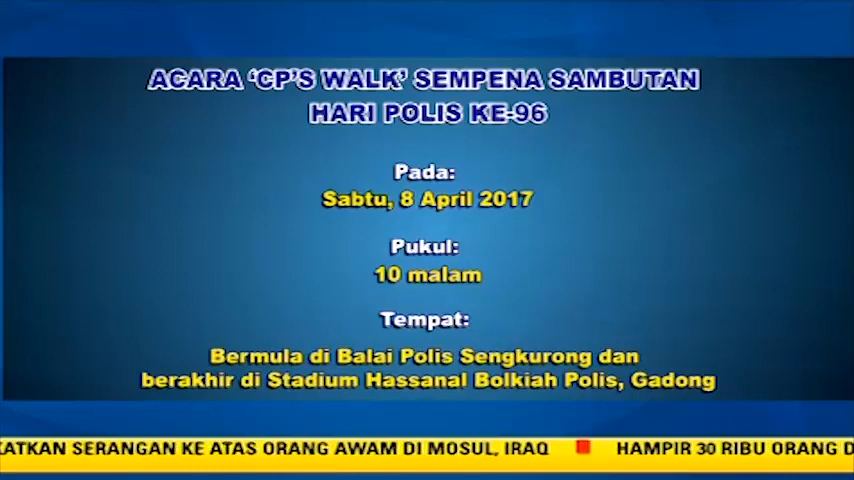 ACARA ‘CP’S WALK’ SEMPENA SAMBUTAN
HARI POLIS KE-96
Pada:
Sabtu, 8 April 2017
Pukul:
10 malam
Tempat:
Bermula di Balai Polis Sengkurong dan
berakhir di Stadium Hassanal Bolkiah Polis, Gadong
SERANGAN KE ATAS ORANG AWAM DI MOSUL, IRAQ HAMPIR 30 RIBU ORANG